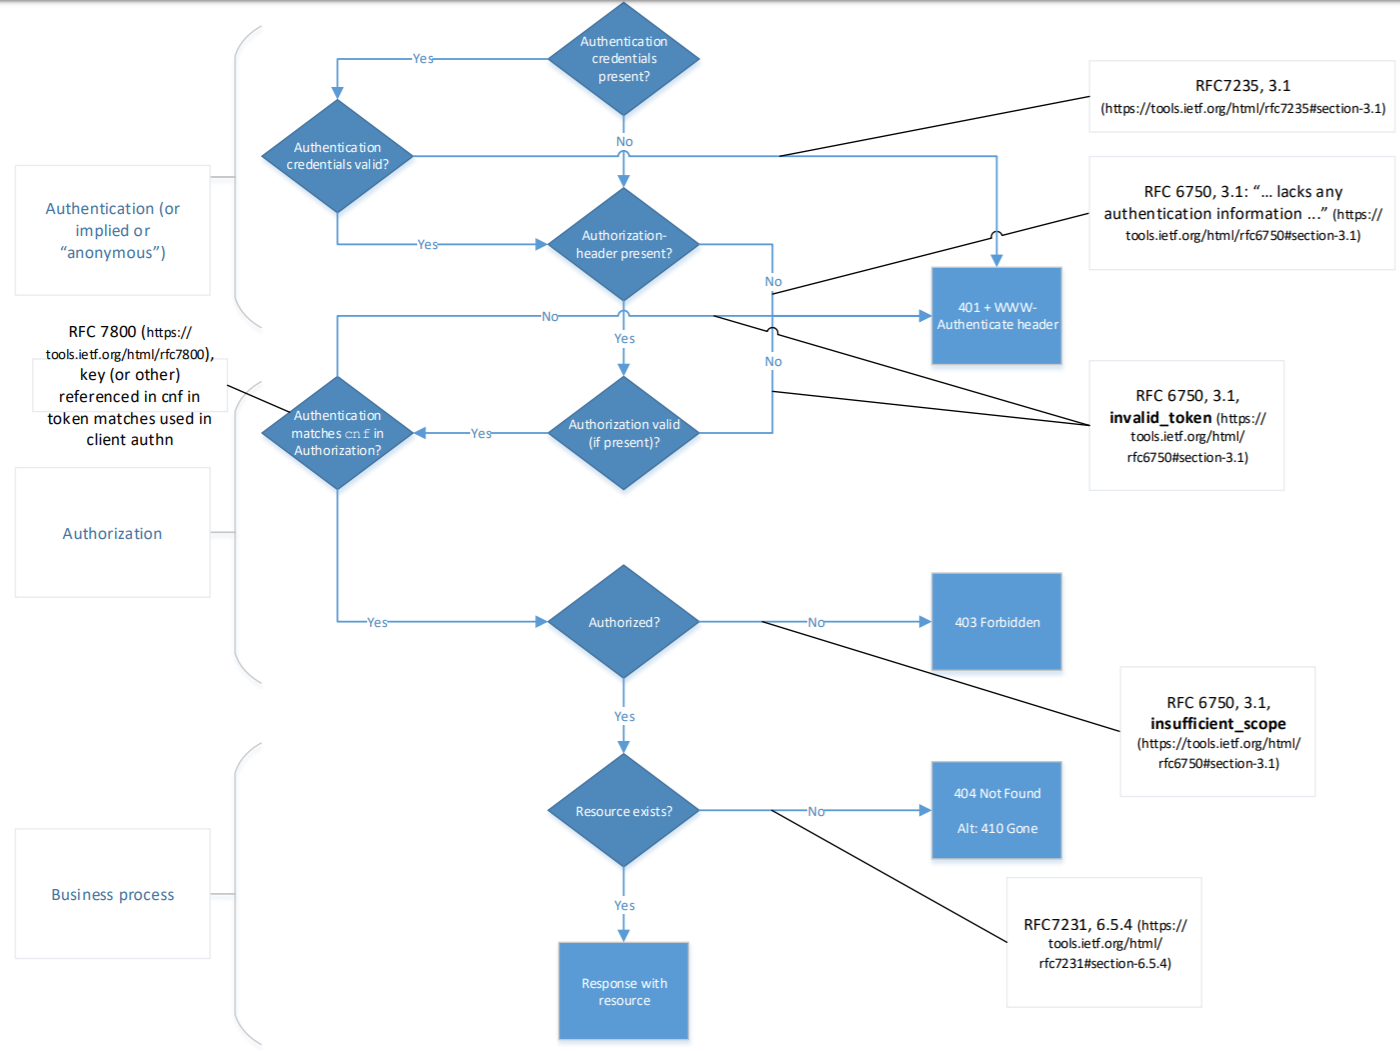 Authentication
credentials
present?
Yes
RFC7235, 3.1
(https://tools.ietf.org/html/rfc7235#section-3.1)
No
Authentication
credentials valid?
RFC 6750, 3.1: “... lacks any
authentication information ...” (https://
tools.ietf.org/html/rfc6750#section-3.1)
Authentication (or
implied or
“anonymous”)
Yes
Authorization-
header present?
No
401 + WWW-
Authenticate header
No
Yes
No
RFC 7800 (https://
tools.ietf.org/html/rfc7800),
key (or other)
referenced in cnf in
token matches used in
client authn
Authentication
matches cnf in
Authorization?
Yes
Authorization valid
(if present)?
RFC 6750, 3.1,
invalid_token (https://
tools.ietf.org/html/
rfc6750#section-3.1)
Authorization
Yes
Authorized?
No
403 Forbidden
RFC 6750, 3.1,
insufficient_scope
(https://tools.ietf.org/html/
rfc6750#section-3.1)
Yes
Resource exists?
No
404 Not Found
Alt: 410 Gone
Business process
Yes
RFC7231, 6.5.4 (https://
tools.ietf.org/html/
rfc7231#section-6.5.4)
Response with
resource